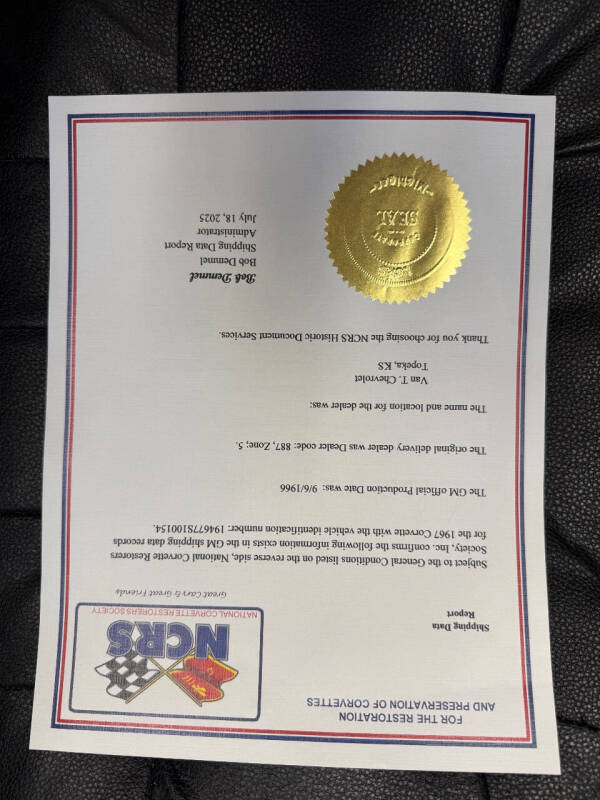 FOR THE RESTORATION
AND PRESERVATION OF CORVETTES
NCRS
NATIONAL CORVETTE RESTORERS SOCIETY
Great Cars & Great Friends
Shipping Data
Report
Subject to the General Conditions listed on the reverse side, National Corvette Restorers
Society, Inc. confirms the following information exists in the GM shipping data records
for the 1967 Corvette with the vehicle identification number: 194677S100154.
The GM official Production Date was: 9/6/1966
The original delivery dealer was Dealer code: 887, Zone; 5.
The name and location for the dealer was:
Van T. Chevrolet
Topeka, KS
Thank you for choosing the NCRS Historic Document Services.
Bob Demmel
Bob Demmel
Shipping Data Report
Administrator
July 18, 2025
CORPORATE
SEAL
Michigan